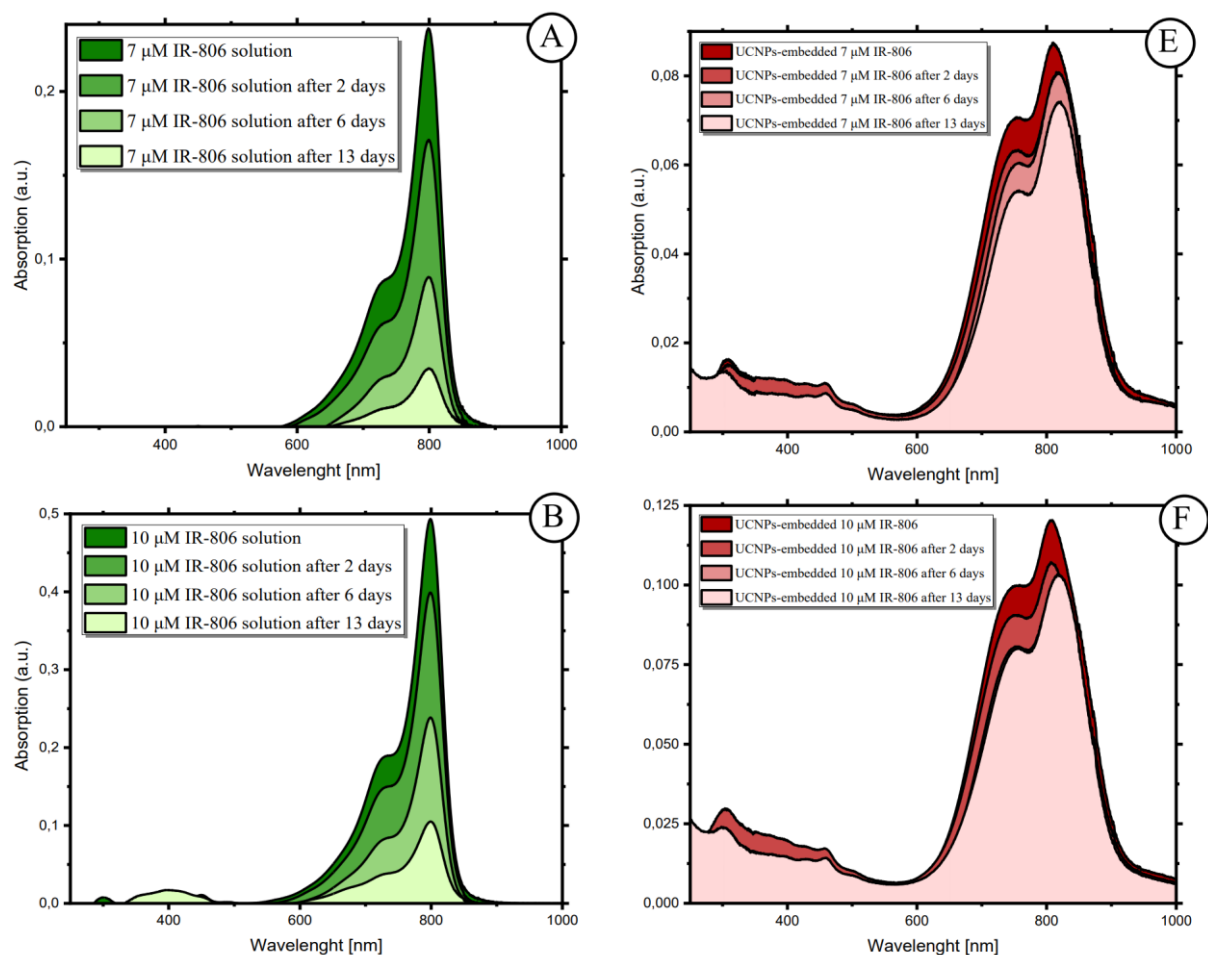 A
7 μM IR-806 solution
7 μM IR-806 solution after 2 days
7 μM IR-806 solution after 6 days
7 μM IR-806 solution after 13 days
Absorption (a.u.)
0,2
0,1
0,0
400
600
800
1000
Wavelenght [nm]
B
10 μM IR-806 solution
10 μM IR-806 solution after 2 days
10 μM IR-806 solution after 6 days
10 μM IR-806 solution after 13 days
Absorption (a.u.)
0,5
0,4
0,3
0,2
0,1
0,0
400
600
800
1000
Wavelenght [nm]
E
UCNPs-embedded 7 μM IR-806
UCNPs-embedded 7 μM IR-806 after 2 days
UCNPs-embedded 7 μM IR-806 after 6 days
UCNPs-embedded 7 μM IR-806 after 13 days
Absorption (a.u.)
0,08
0,06
0,04
0,02
0,00
400
600
800
1000
Wavelenght [nm]
F
UCNPs-embedded 10 μM IR-806
UCNPs-embedded 10 μM IR-806 after 2 days
UCNPs-embedded 10 μM IR-806 after 6 days
UCNPs-embedded 10 μM IR-806 after 13 days
Absorption (a.u.)
0,125
0,100
0,075
0,050
0,025
0,000
400
600
800
1000
Wavelenght [nm]